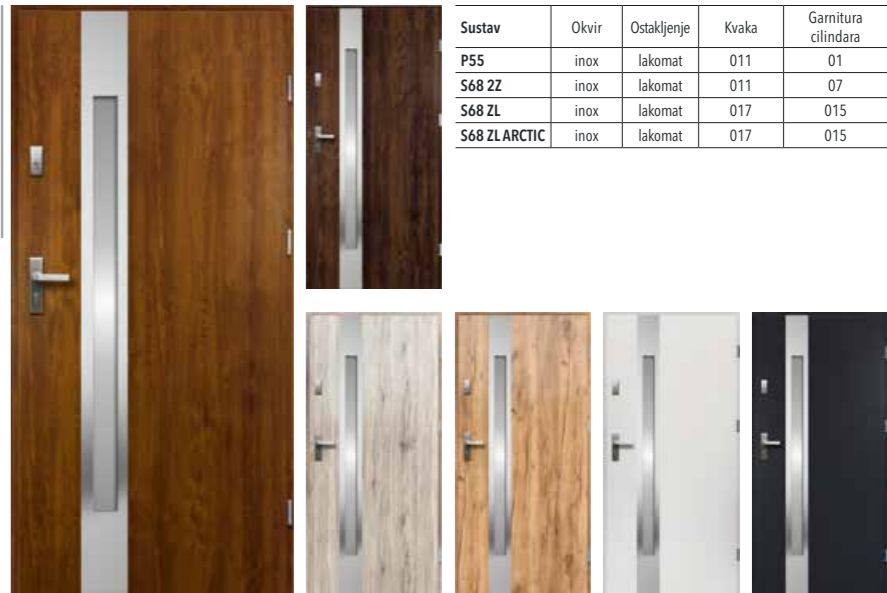 Sustav Okvir Ostakljenje Kvaka Garnitura cilindara
P55 inox lakomat 011 01
S68 2Z inox lakomat 011 07
S68 ZL inox lakomat 017 015
S68 ZL ARCTIC inox lakomat 017 015